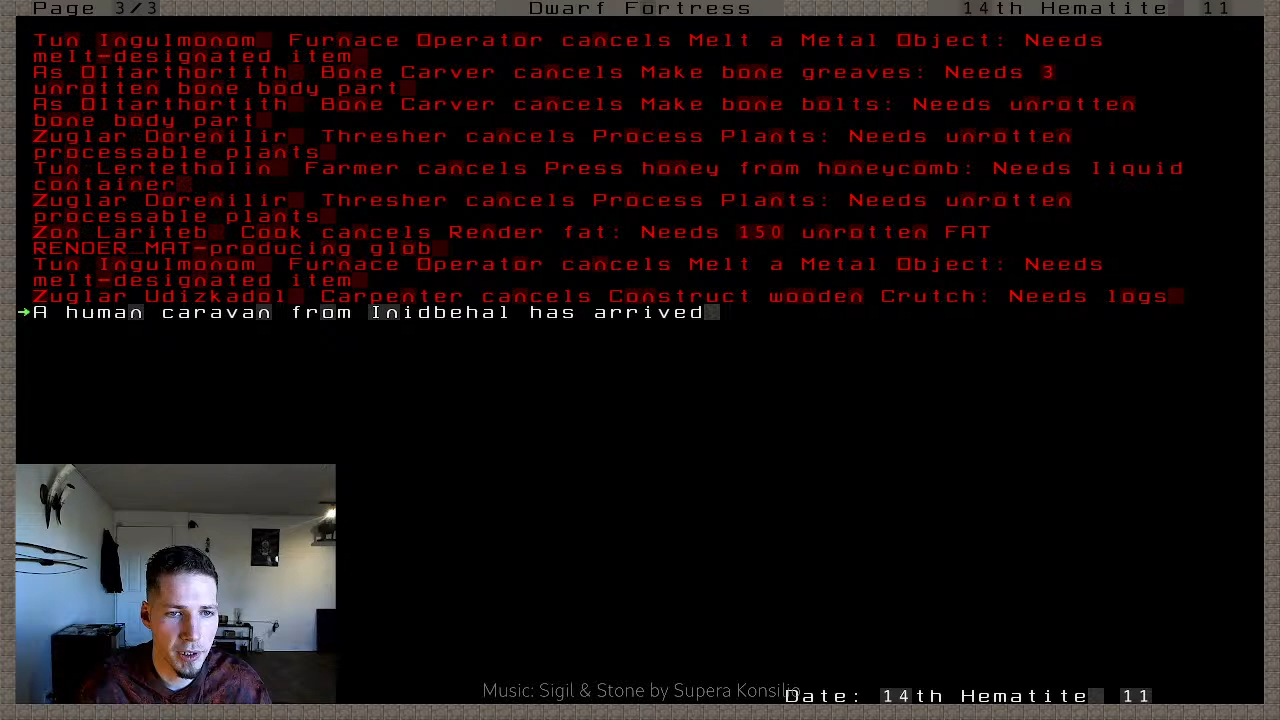 Page 3/3 Dwarf Fortress 14th Hematite 11
Tun Ingulmonom Furnace Operator cancels Melt a Metal Object: Needs
melt-designated item
As Oltarthortith Bone Carver cancels Make bone greaves: Needs 3
unrotten bone body part
As Oltarthortith Bone Carver cancels Make bone bolts: Needs unrotten
bone body part
Zuglar Dorenilir Thresher cancels Process Plants: Needs unrotten
processable plants
Tun Lertetholin Farmer cancels Press honey from honeycomb: Needs liquid
container
Zuglar Dorenilir Thresher cancels Process Plants: Needs unrotten
processable plants
Zon Lariteb Cook cancels Render fat: Needs 150 unrotten FAT
RENDER_MAT-producing glob
Tun Ingulmonom Furnace Operator cancels Melt a Metal Object: Needs
melt-designated item
Zuglar Udizkadol Carpenter cancels Construct wooden Crutch: Needs logs
A human caravan from Inidbehal has arrived
Music: Sigil & Stone by Supera Konsilio
Date: 14th Hematite 11